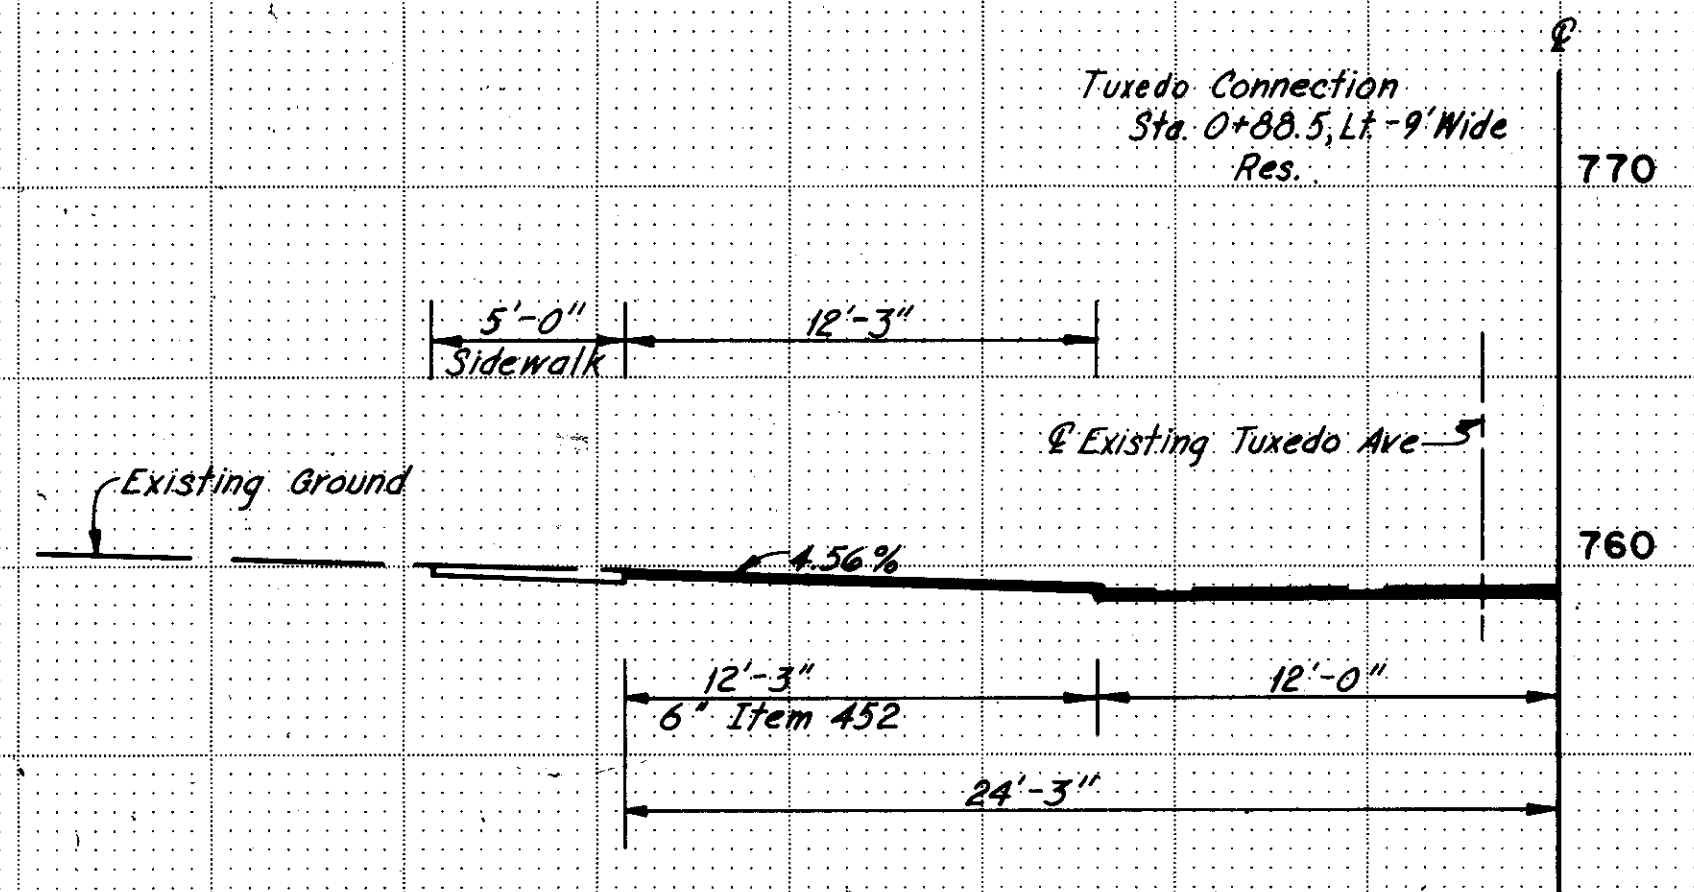 ℄
Tuxedo Connection
Sta. 0+88.5, Lt.-9' Wide
Res.
770
5'-0"
12'-3"
Sidewalk
℄ Existing Tuxedo Ave
Existing Ground
760
4.56%
12'-3"
12'-0"
6" Item 452
24'-3"